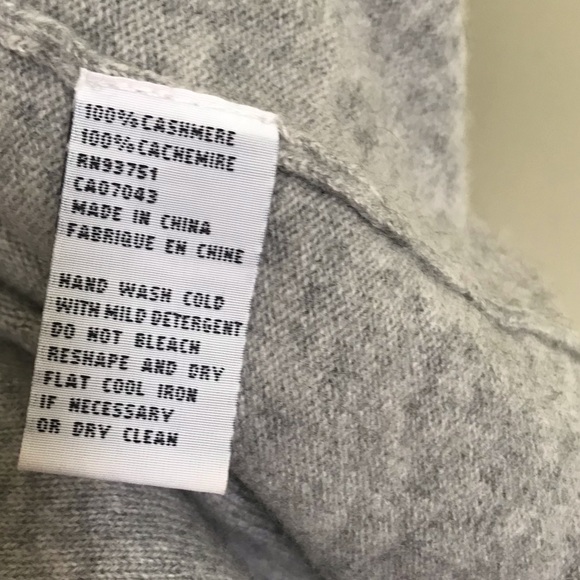 100% CASHMERE
100% CACHEMIRE
RN93751
CA07043
MADE IN CHINA
FABRIQUE EN CHINE
HAND WASH COLD
WITH MILD DETERGENT
DO NOT BLEACH
RESHAPE AND DRY
FLAT COOL IRON
IF NECESSARY
OR DRY CLEAN